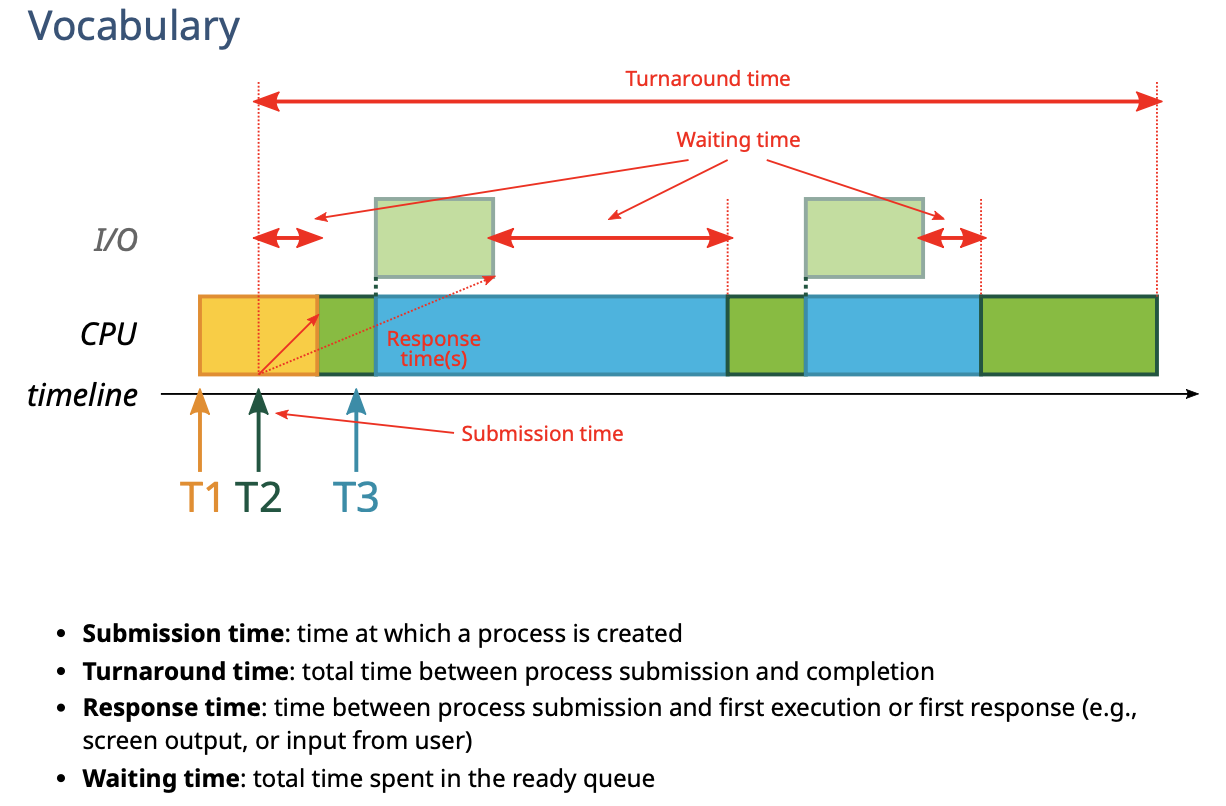 Vocabulary
Turnaround time
Waiting time
I/O
CPU
Response
time(s)
timeline
Submission time
T1 T2 T3
• Submission time: time at which a process is created
• Turnaround time: total time between process submission and completion
• Response time: time between process submission and first execution or first response (e.g.,
screen output, or input from user)
• Waiting time: total time spent in the ready queue